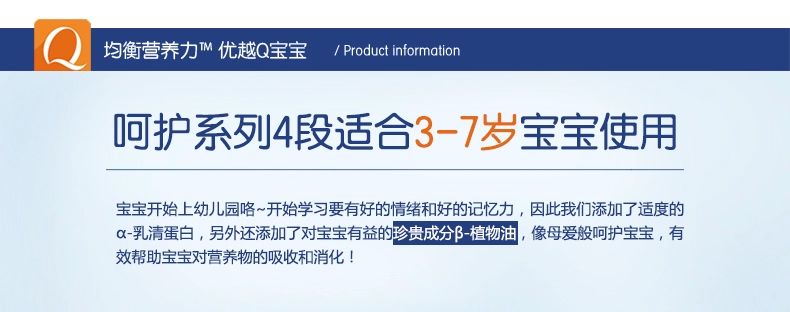 Q
均衡营养力™ 优越Q宝宝 / Product information
呵护系列4段适合3-7岁宝宝使用
宝宝开始上幼儿园咯~开始学习要有好的情绪和好的记忆力，因此我们添加了适度的
α-乳清蛋白，另外还添加了对宝宝有益的珍贵成分β-植物油，像母爱般呵护宝宝，有
效帮助宝宝对营养物的吸收和消化！